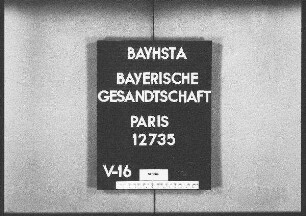 BAYHSTA
BAYERISCHE
GESANDTSCHAFT
PARIS
12735
V-16